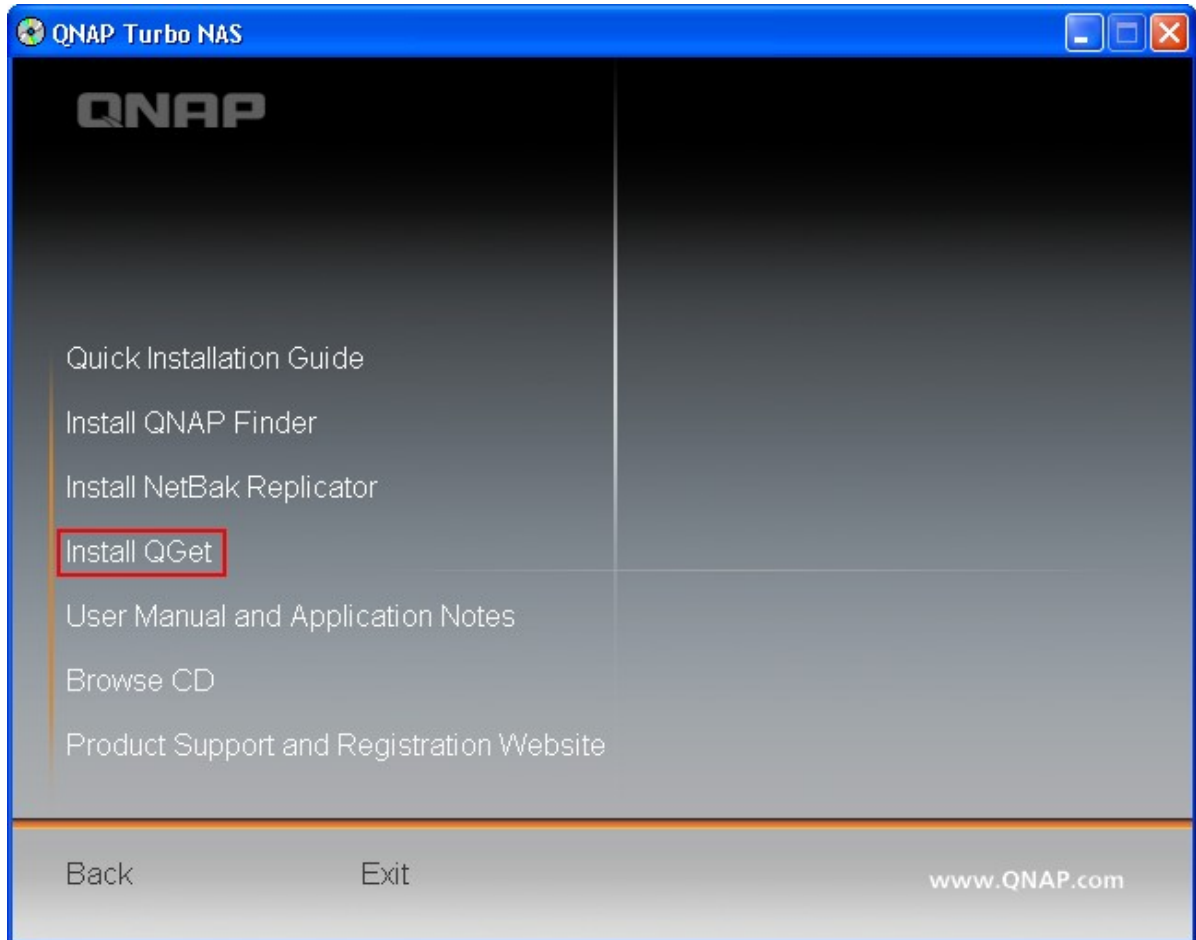 QNAP Turbo NAS
QNAP
Quick Installation Guide
Install QNAP Finder
Install NetBak Replicator
Install QGet
User Manual and Application Notes
Browse CD
Product Support and Registration Website
Back Exit www.QNAP.com